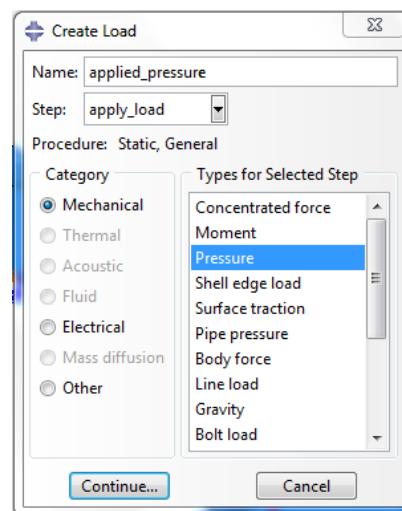 Create Load
Name: applied_pressure
Step: apply_load
Procedure: Static, General
Category
Mechanical
Thermal
Acoustic
Fluid
Electrical
Mass diffusion
Other
Types for Selected Step
Concentrated force
Moment
Pressure
Shell edge load
Surface traction
Pipe pressure
Body force
Line load
Gravity
Bolt load
Continue...
Cancel